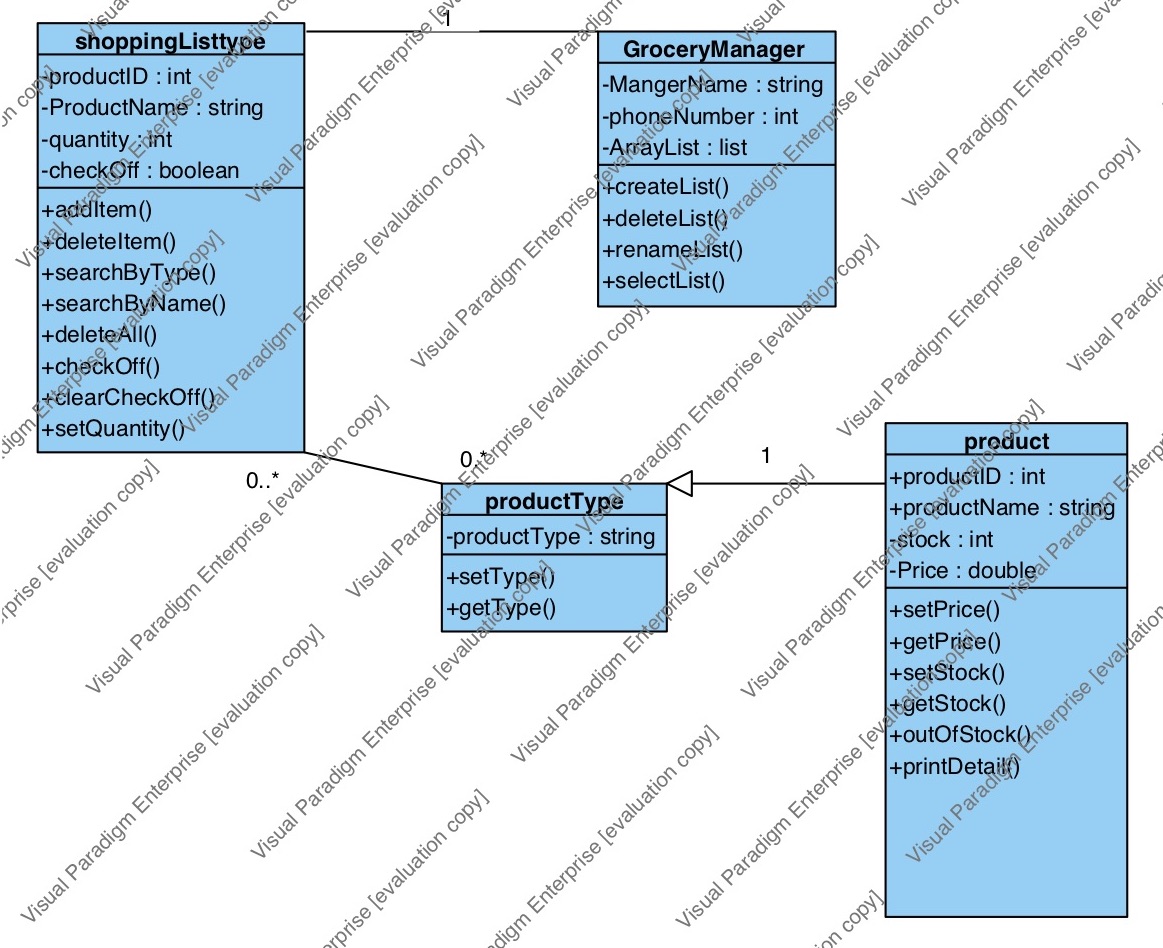 1
shoppingListtype
-productID : int
-ProductName : string
-quantity : int
-checkOff : boolean
+addItem()
+deleteItem()
+searchByType()
+searchByName()
+deleteAll()
+checkOff()
+clearCheckOff()
+setQuantity()
GroceryManager
-MangerName : string
-phoneNumber : int
-ArrayList : list
+createList()
+deleteList()
+renameList()
+selectList()
0..*
0.*
1
productType
-productType : string
+setType()
+getType()
product
+productID : int
+productName : string
-stock : int
-Price : double
+setPrice()
+getPrice()
+setStock()
+getStock()
+outOfStock()
+printDetail()
Visual Paradigm Enterprise [evaluation copy]